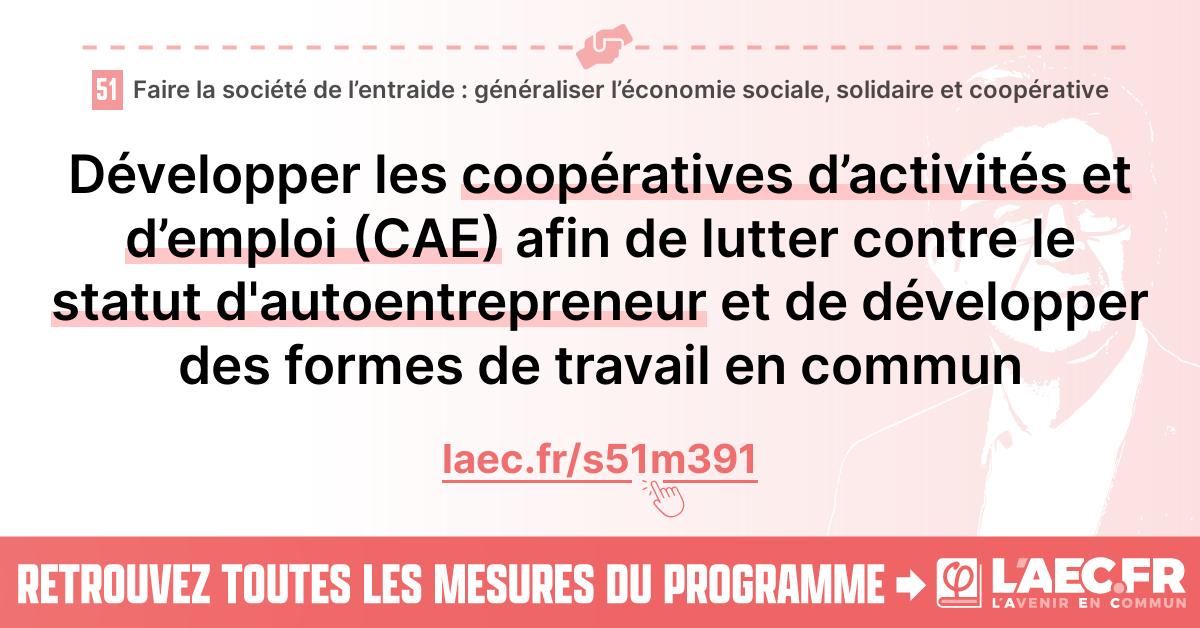 51 Faire la société de l’entraide : généraliser l’économie sociale, solidaire et coopérative
Développer les coopératives d’activités et
d’emploi (CAE) afin de lutter contre le
statut d'autoentrepreneur et de développer
des formes de travail en commun
laec.fr/s51m391
RETROUVEZ TOUTES LES MESURES DU PROGRAMME
L'AEC.FR
L'AVENIR EN COMMUN